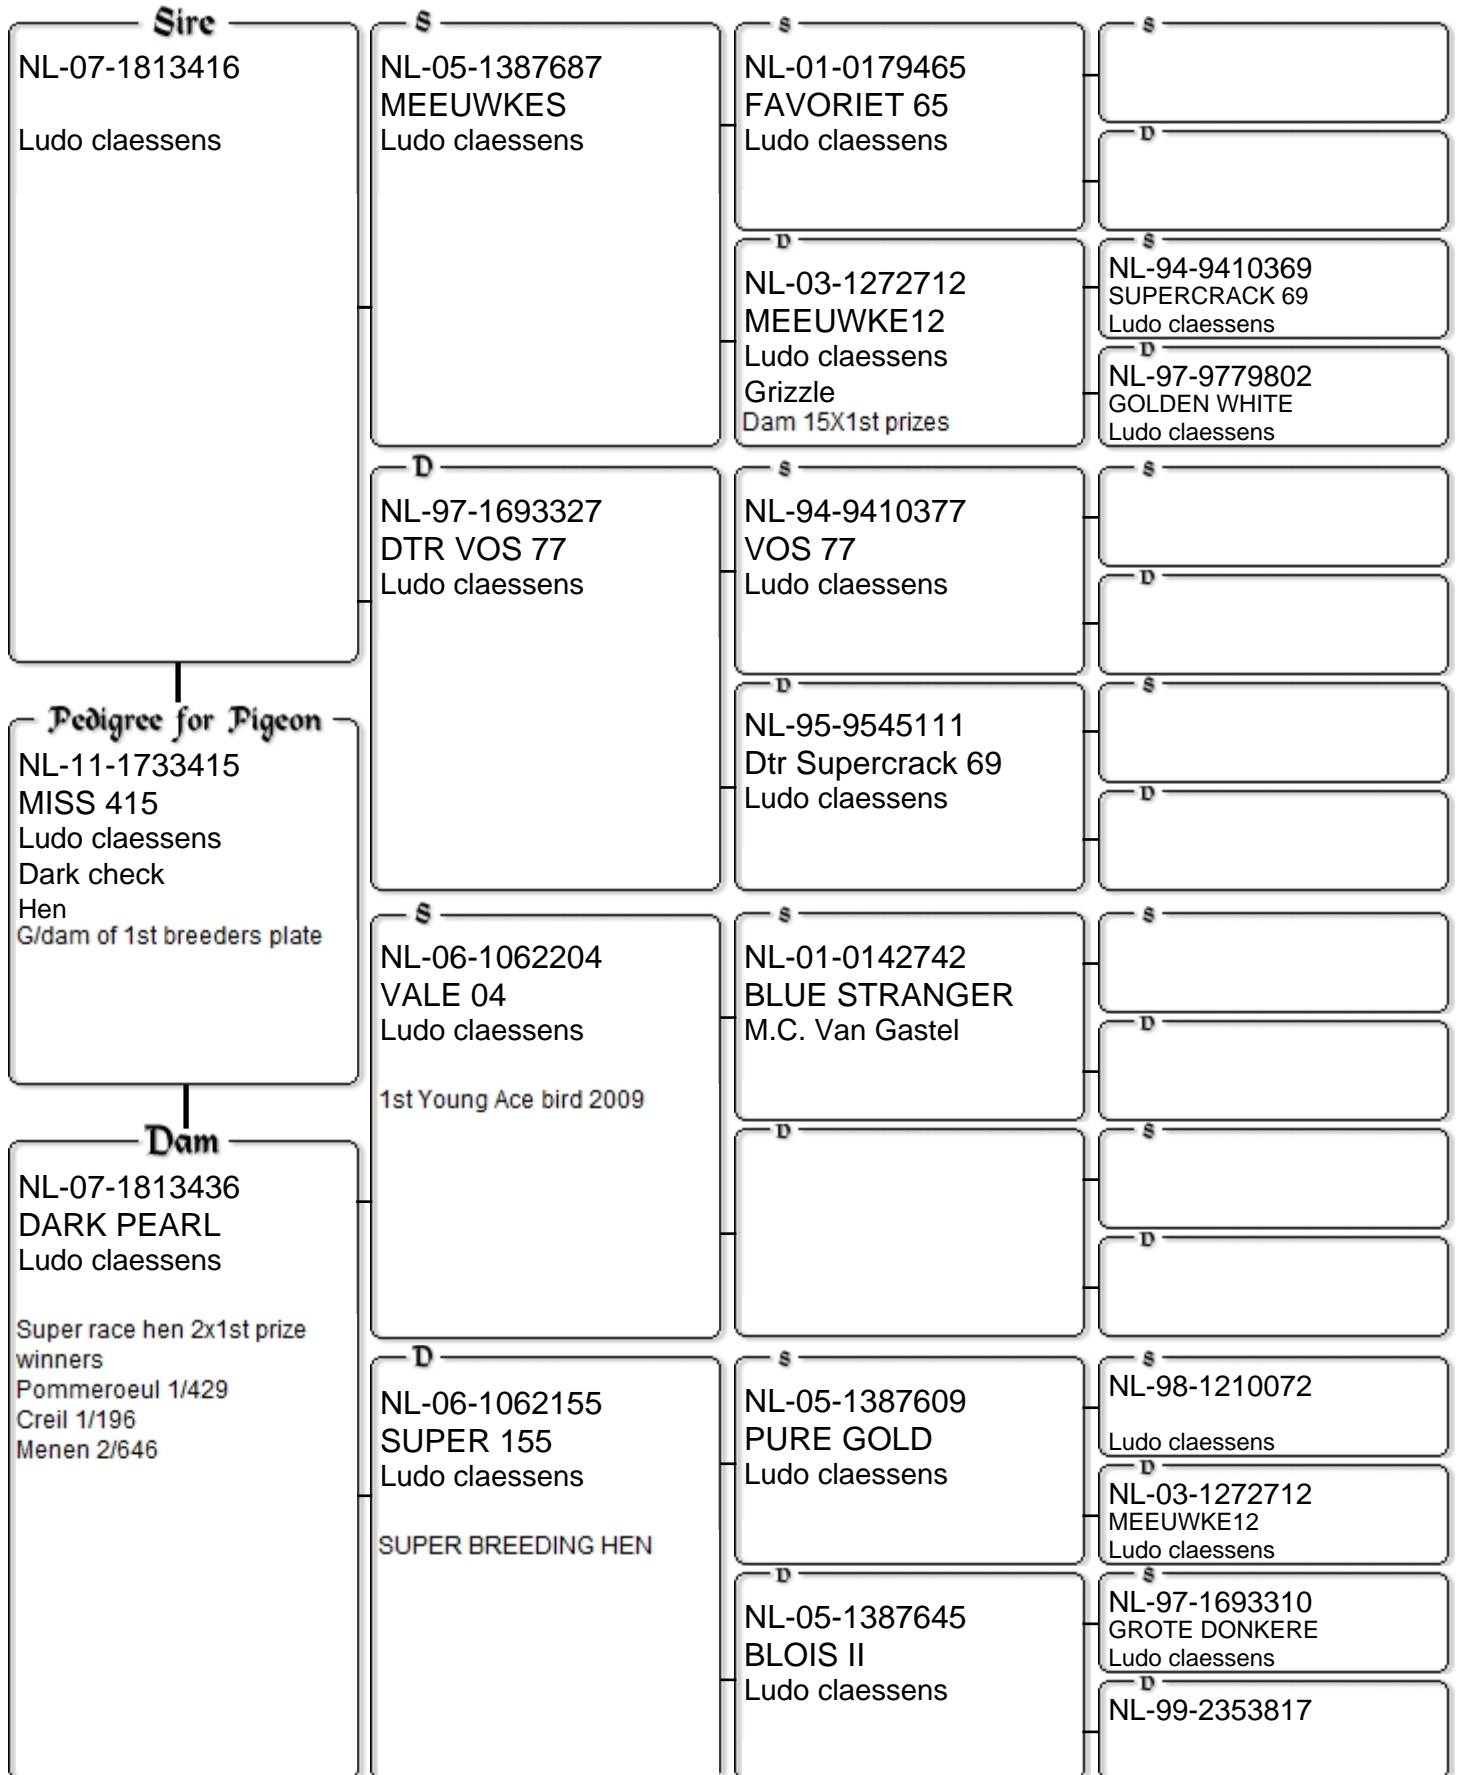 Sire
NL-07-1813416
Ludo claessens
Pedigree for Pigeon
NL-11-1733415
MISS 415
Ludo claessens
Dark check
Hen
G/dam of 1st breeders plate
Dam
NL-07-1813436
DARK PEARL
Ludo claessens
Super race hen 2x1st prize
winners
Pommeroeul 1/429
Creil 1/196
Menen 2/646
S
NL-05-1387687
MEEUWKES
Ludo claessens
D
NL-97-1693327
DTR VOS 77
Ludo claessens
S
NL-06-1062204
VALE 04
Ludo claessens
1st Young Ace bird 2009
D
NL-06-1062155
SUPER 155
Ludo claessens
SUPER BREEDING HEN
S
NL-01-0179465
FAVORIET 65
Ludo claessens
D
NL-03-1272712
MEEUWKE12
Ludo claessens
Grizzle
Dam 15X1st prizes
S
NL-94-9410377
VOS 77
Ludo claessens
D
NL-95-9545111
Dtr Supercrack 69
Ludo claessens
S
NL-01-0142742
BLUE STRANGER
M.C. Van Gastel
D
S
NL-05-1387609
PURE GOLD
Ludo claessens
D
NL-05-1387645
BLOIS II
Ludo claessens
S
D
S
NL-94-9410369
SUPERCRACK 69
Ludo claessens
D
NL-97-9779802
GOLDEN WHITE
Ludo claessens
S
D
S
D
S
D
S
D
S
NL-98-1210072
Ludo claessens
D
NL-03-1272712
MEEUWKE12
Ludo claessens
S
NL-97-1693310
GROTE DONKERE
Ludo claessens
D
NL-99-2353817